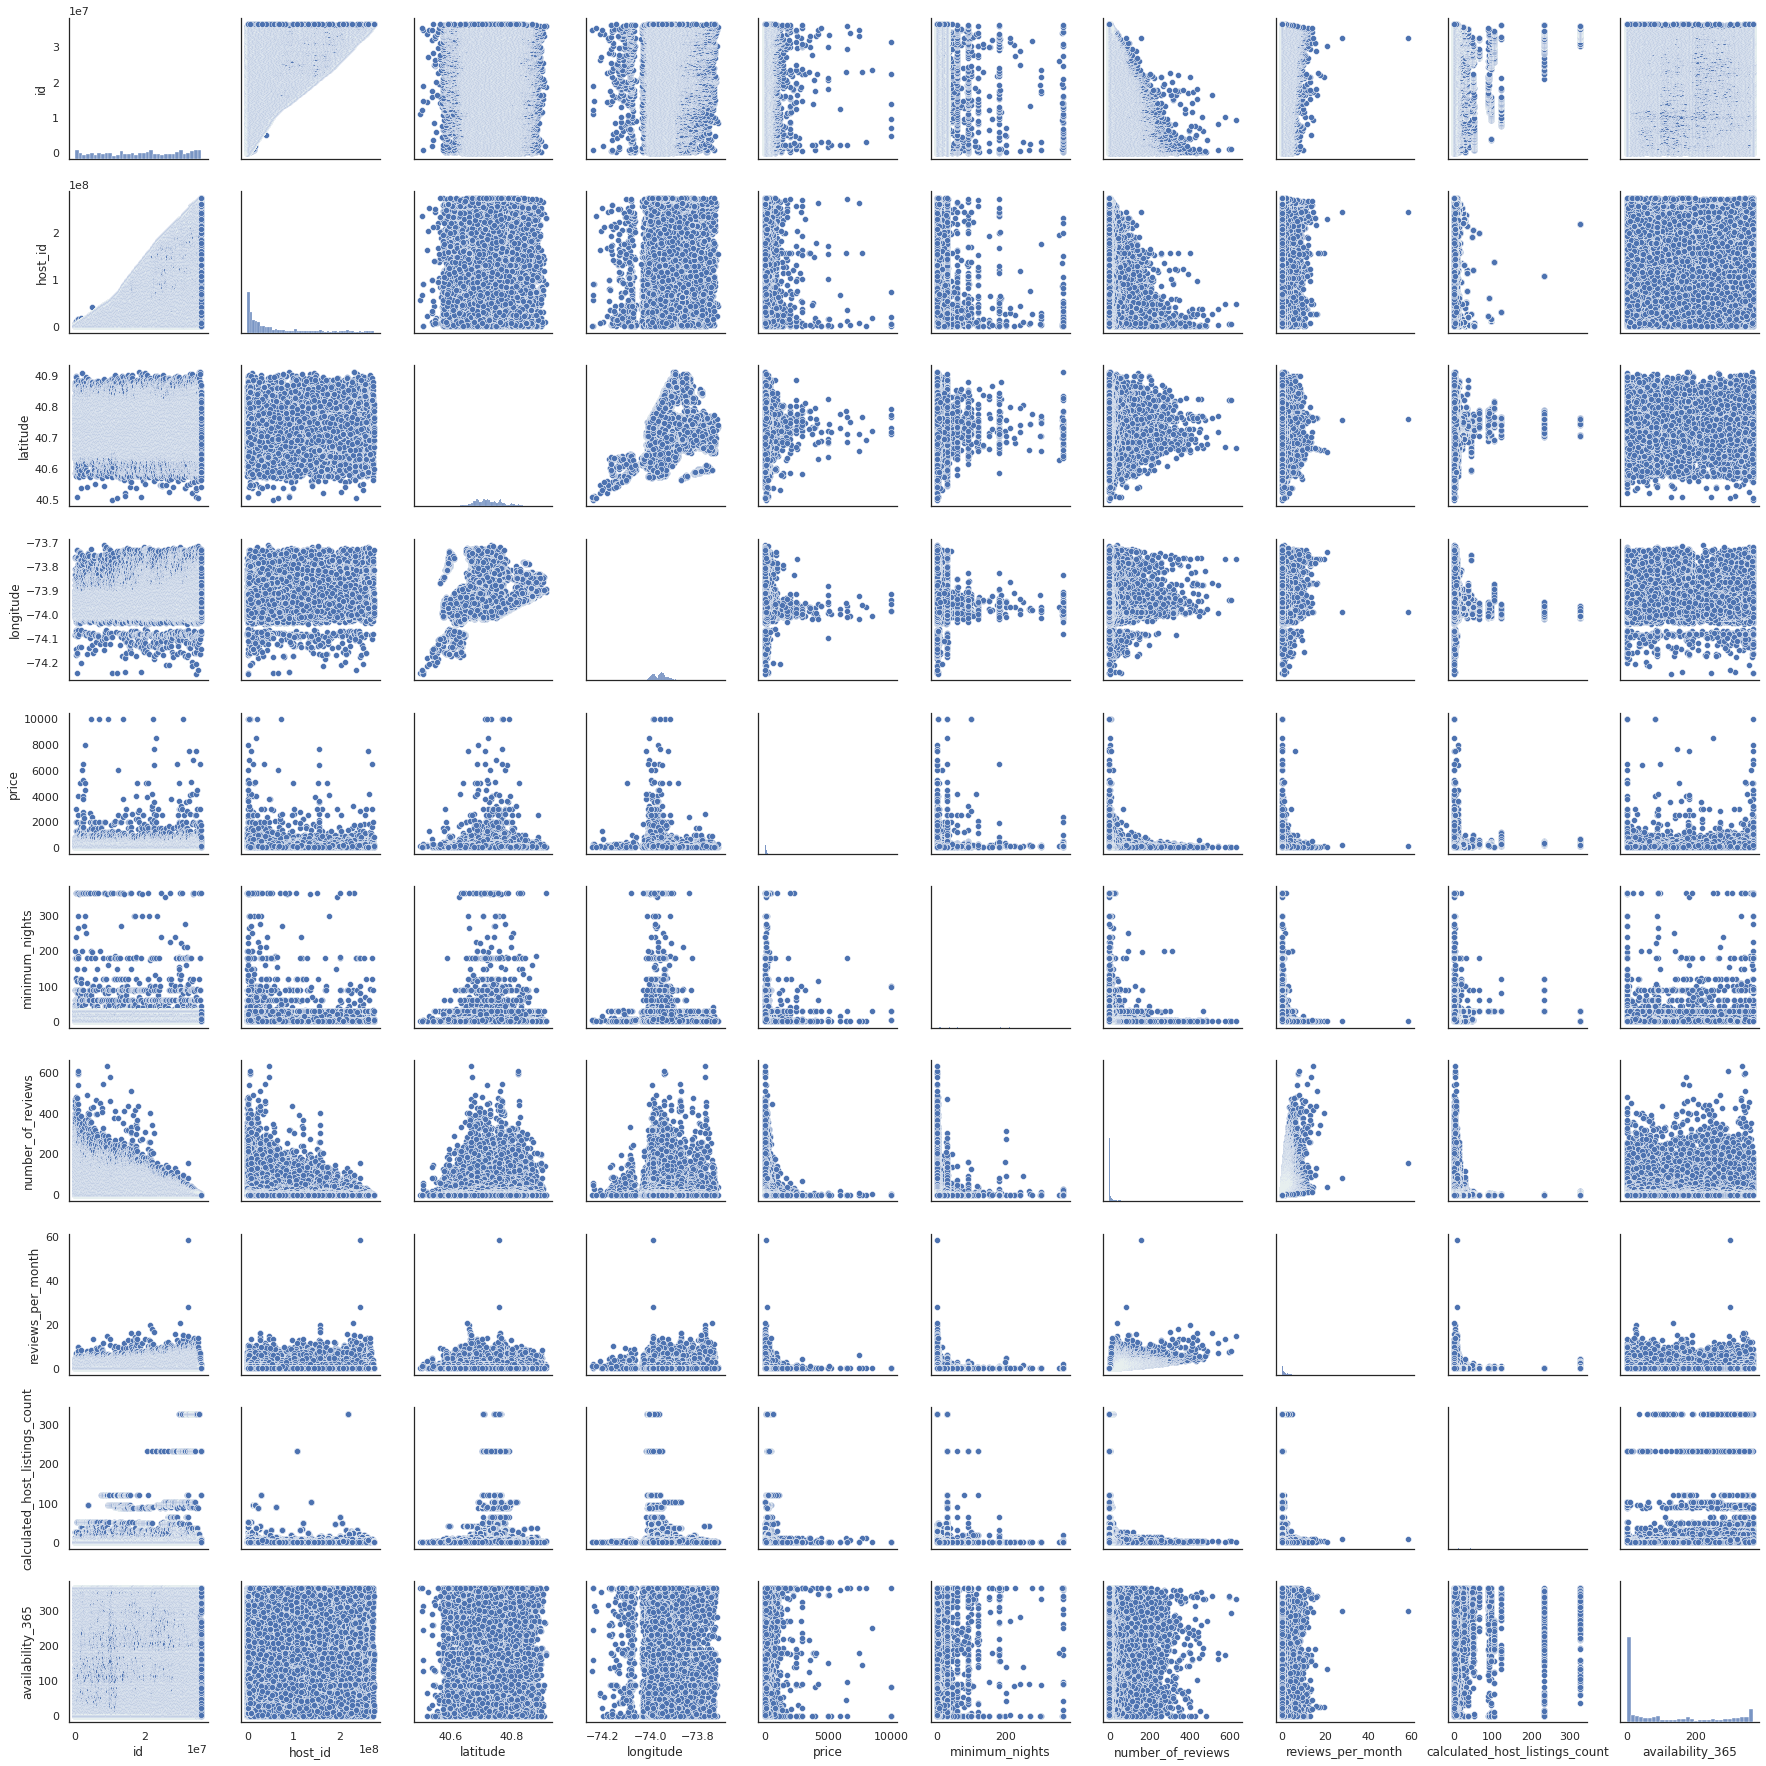 1e7
3
2
1
0
id
1e8
2
1
0
host_id
40.9
40.8
40.7
40.6
40.5
latitude
−73.7
−73.8
−73.9
−74.0
−74.1
−74.2
longitude
10000
8000
6000
4000
2000
0
price
300
200
100
0
minimum_nights
600
400
200
0
number_of_reviews
60
40
20
0
reviews_per_month
300
200
100
0
calculated_host_listings_count
300
200
100
0
availability_365
0 2 1e7
id
0 1 2 1e8
host_id
40.6 40.8
latitude
−74.2 −74.0 −73.8
longitude
0 5000 10000
price
0 200
minimum_nights
0 200 400 600
number_of_reviews
0 20 40 60
reviews_per_month
0 100 200 300
calculated_host_listings_count
0 200
availability_365